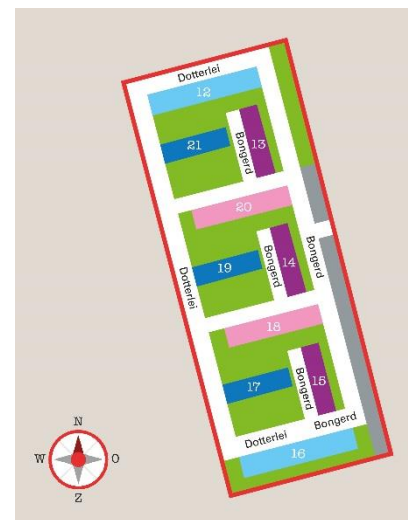 Dotterlei
12
21
Bongerd
13
20
Dotterlei
19
Bongerd
14
Bongerd
18
17
Bongerd
15
Dotterlei
Bongerd
16
N
W
O
Z